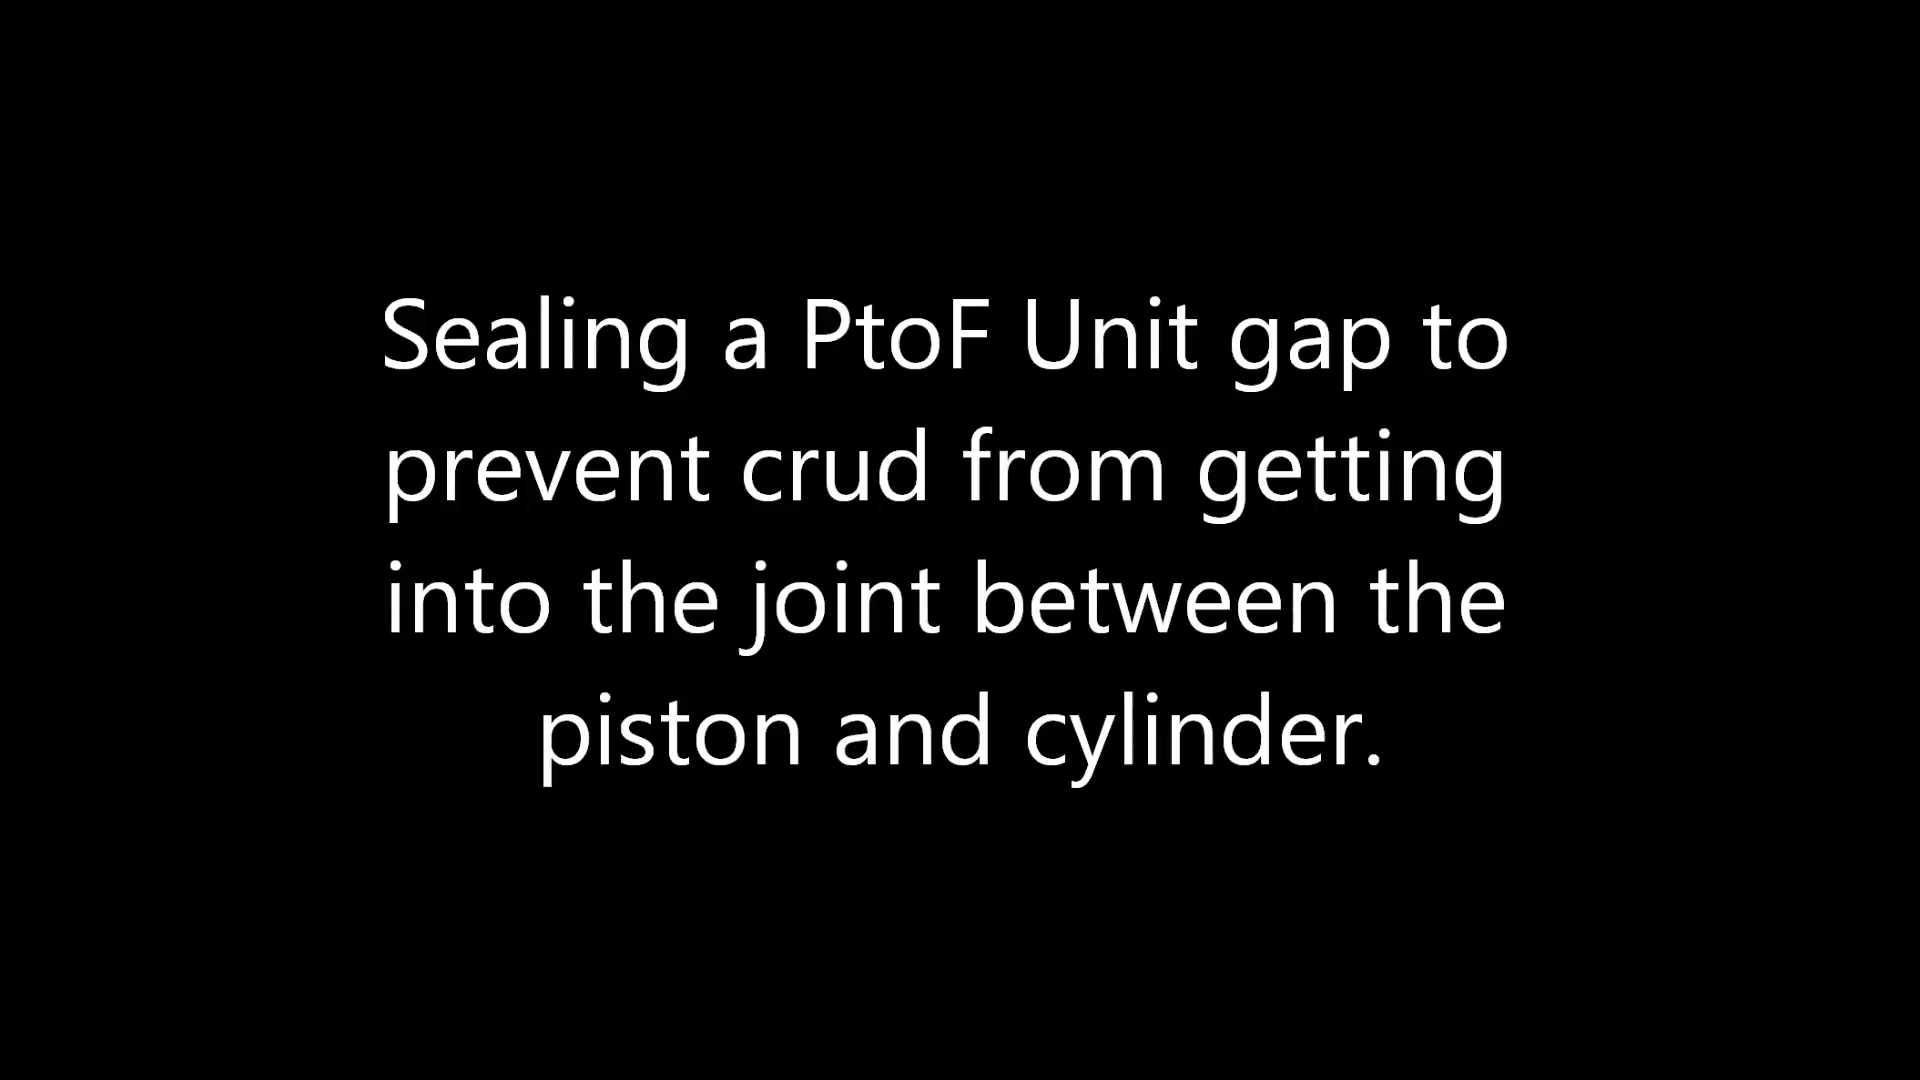 Sealing a PtoF Unit gap to
prevent crud from getting
into the joint between the
piston and cylinder.